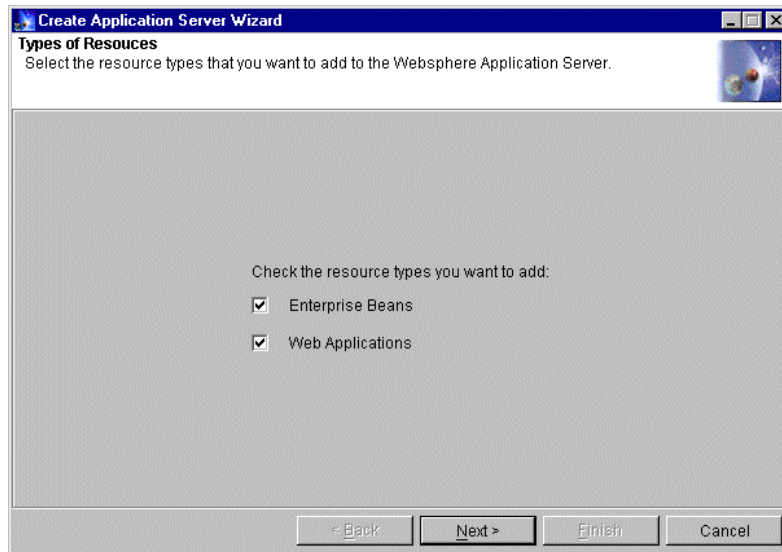 Create Application Server Wizard
Types of Resouces
Select the resource types that you want to add to the Websphere Application Server.
Check the resource types you want to add:
Enterprise Beans
Web Applications
< Back Next > Finish Cancel